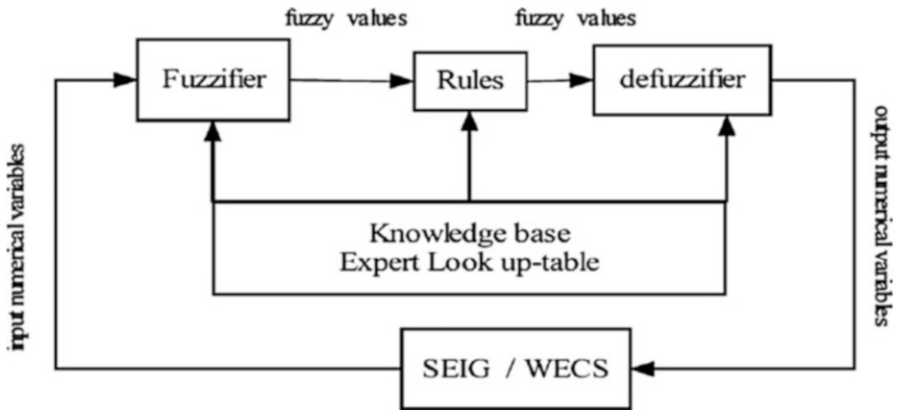 fuzzy values
fuzzy values
Fuzzifier
Rules
defuzzifier
input numerical variables
output numerical variables
Knowledge base
Expert Look up-table
SEIG / WECS